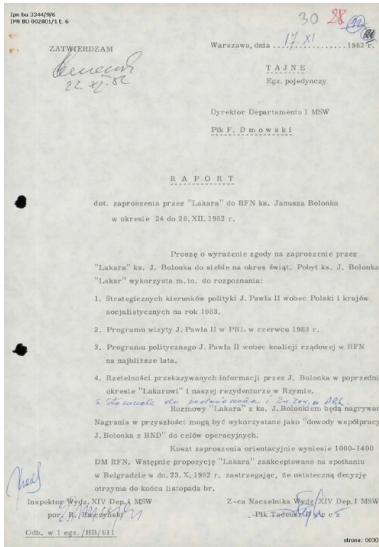 Ipn bu 3344/9/6
IPN BU 002801/1 t. 6
30 28
ZATWIERDZAM
22.XI.82
Warszawa, dnia 17 XI 1982 r.
T A J N E
Egz. pojedynczy
Dyrektor Departamentu I MSW
Płk F. Dmowski
R A P O R T
dot. zaproszenia przez "Lakara" do RFN ks. Janusza Bolonka
w okresie 24 do 28, XII, 1982 r.
Proszę o wyrażenie zgody na zaproszenie przez
"Lakara" ks. J. Bolonka do siebie na okres świąt. Pobyt ks. J. Bolonka
"Lakar" wykorzysta m. in. do rozpoznania:
1. Strategicznych kierunków polityki J. Pawła II wobec Polski i krajów
socjalistycznych na rok 1983,
2. Programu wizyty J. Pawła II w PRL w czerwcu 1983 r.
3. Programu politycznego J. Pawła II wobec koalicji rządowej w RFN
na najbliższe lata,
4. Rzetelności przekazywanych informacji przez J. Bolonka w poprzedni
okresie "Lakarowi" i naszej rezydenturze w Rzymie,
5.
Rozmowy "Lakara" z ks. J. Bolonkiem będą nagrywan
Nagrania w przyszłości mogą być wykorzystane jako "dowody współpracy
J. Bolonka z BND" do celów operacyjnych.
Koszt zaproszenia orientacyjnie wyniesie 1000-1400
DM RFN. Wstępnie propozycję "Lakara" zaakceptowano na spotkaniu
w Belgradzie w dn. 23, X 1982 r. zastrzegając, że ostateczną decyzję
otrzyma do końca listopada br.
Inspektor Wydz. XIV Dep. I MSW Z-ca Naczelnika Wydz. XIV Dep. I MSW
por.
Płk Tadeusz
Odb. w 1 egz. /HB/811
strona: 0030